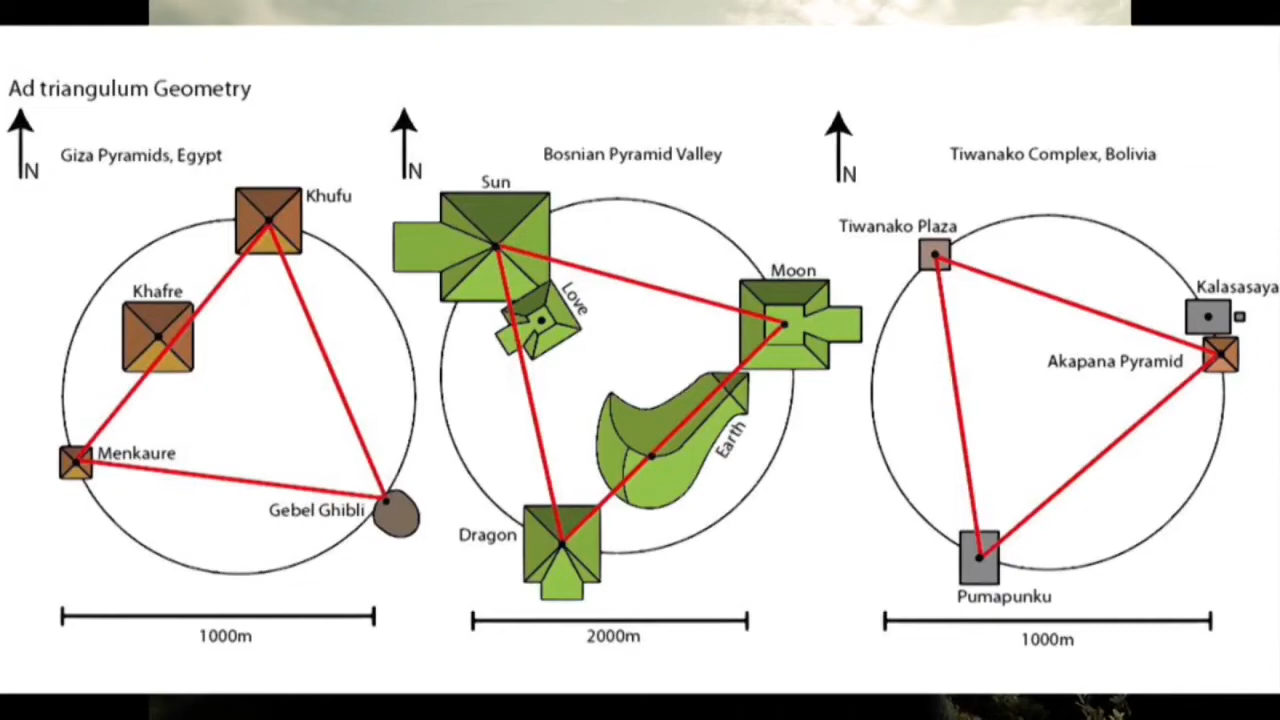 Ad triangulum Geometry
N
Giza Pyramids, Egypt
Khufu
Khafre
Menkaure
Gebel Ghibli
1000m
N
Bosnian Pyramid Valley
Sun
Love
Moon
Earth
Dragon
2000m
N
Tiwanako Complex, Bolivia
Tiwanako Plaza
Kalasasaya
Akapana Pyramid
Pumapunku
1000m